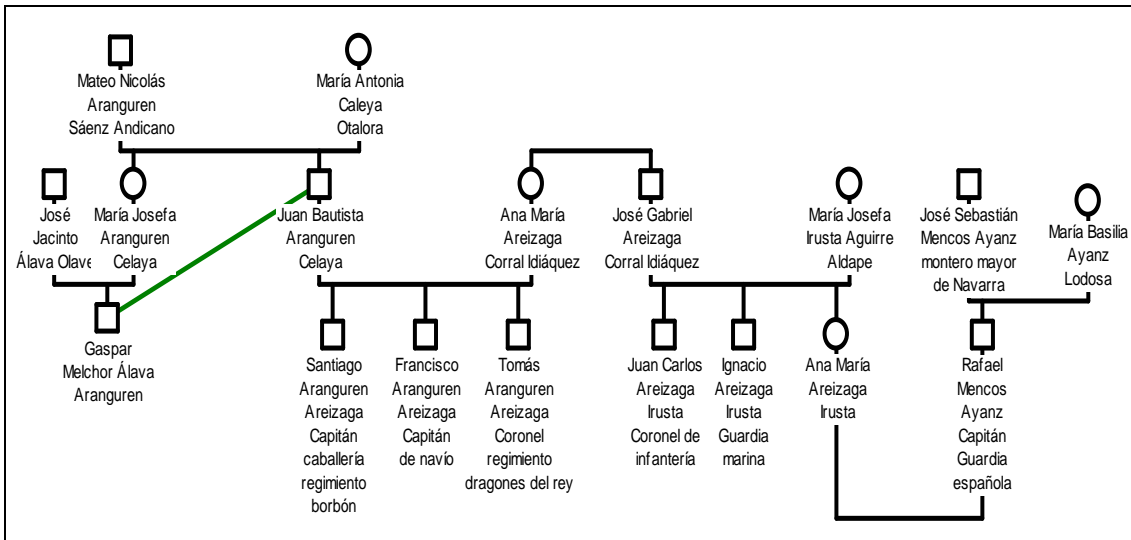 Mateo Nicolás
Aranguren
Sáenz Andicano
María Antonia
Caleya
Otalora
José
Jacinto
Álava Olave
María Josefa
Aranguren
Celaya
Juan Bautista
Aranguren
Celaya
Ana María
Areizaga
Corral Idiáquez
José Gabriel
Areizaga
Corral Idiáquez
María Josefa
Irusta Aguirre
Aldape
José Sebastián
Mencos Ayanz
montero mayor
de Navarra
María Basilia
Ayanz
Lodosa
Gaspar
Melchor Álava
Aranguren
Santiago
Aranguren
Areizaga
Capitán
caballería
regimiento
borbón
Francisco
Aranguren
Areizaga
Capitán
de navío
Tomás
Aranguren
Areizaga
Coronel
regimiento
dragones del rey
Juan Carlos
Areizaga
Irusta
Coronel de
infantería
Ignacio
Areizaga
Irusta
Guardia
marina
Ana María
Areizaga
Irusta
Rafael
Mencos
Ayanz
Capitán
Guardia
española